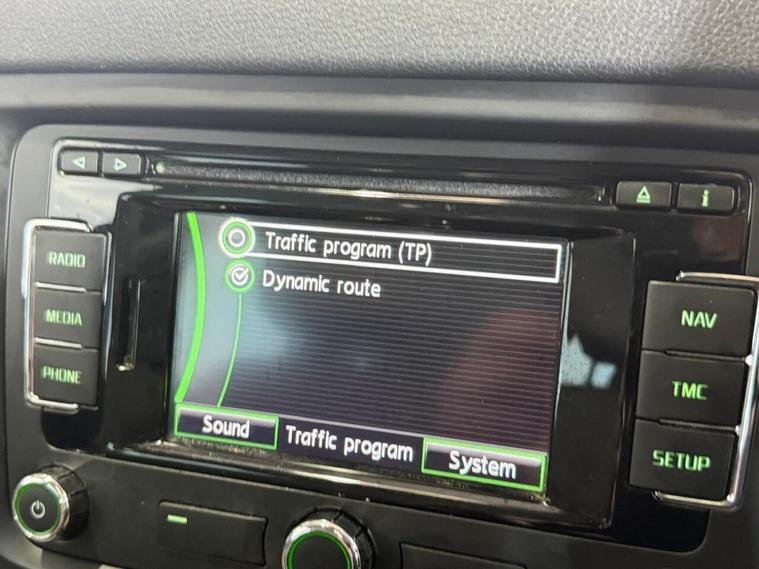 RADIO
MEDIA
PHONE
Traffic program (TP)
Dynamic route
Sound
Traffic program
System
i
NAV
TMC
SETUP